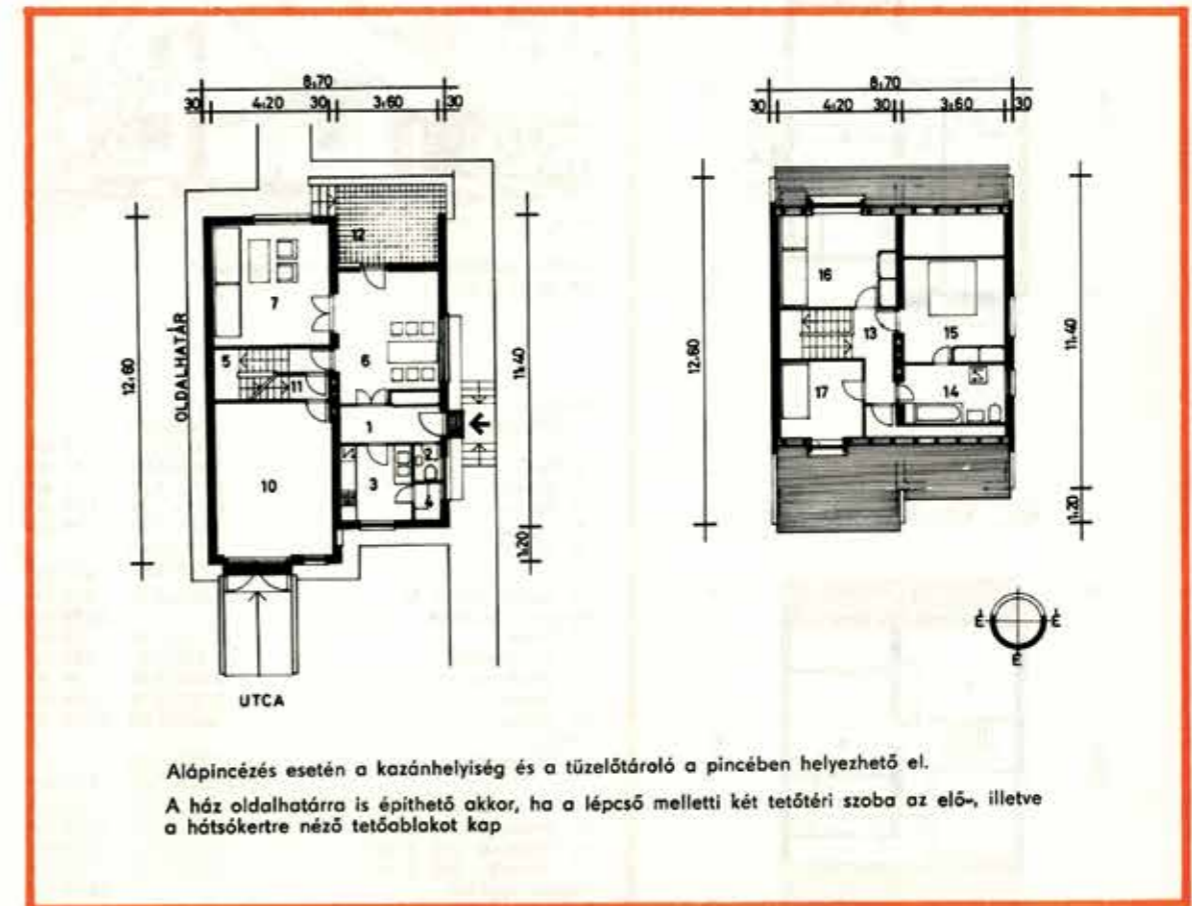 8,70
30 4,20 30 3,60 30
12
7
OLDALHATÁR
12,60
11,40
5
6
11
1
2
10
3
4
1,20
UTCA
8,70
30 4,20 30 3,60 30
16
13
15
12,60
11,40
17
14
1,20
É É
É
Alápincézés esetén a kazánhelyiség és a tüzelőtároló a pincében helyezhető el.
A ház oldalhatárra is építhető akkor, ha a lépcső melletti két tetőtéri szoba az elő-, illetve
a hátsókertre néző tetőablakot kap